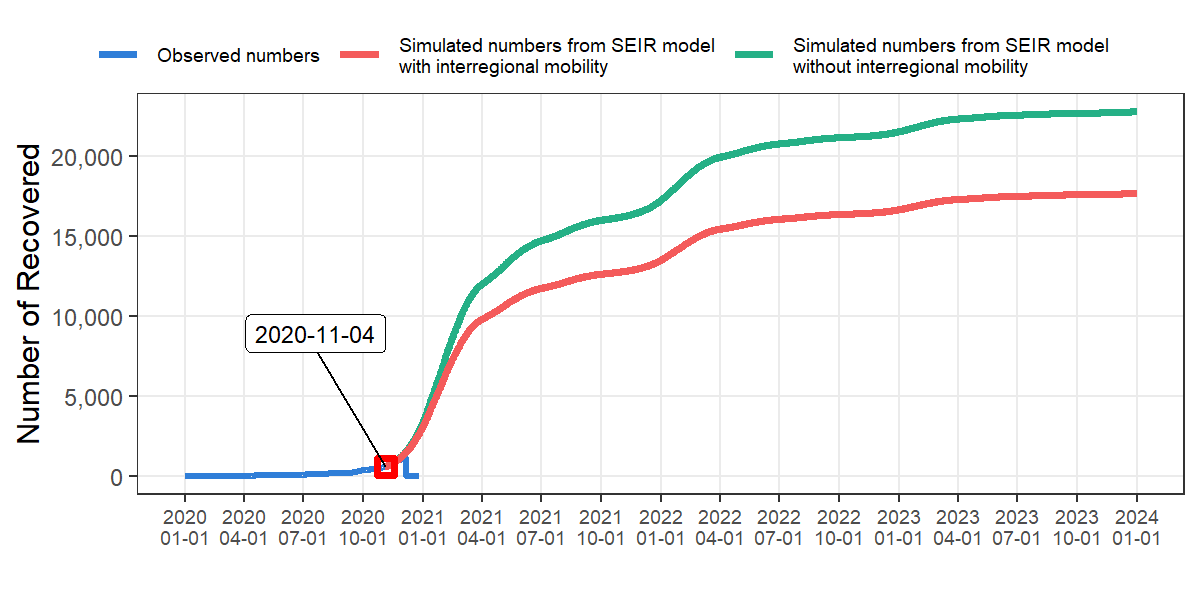 Observed numbers
Simulated numbers from SEIR model
with interregional mobility
Simulated numbers from SEIR model
without interregional mobility
Number of Recovered
20,000
15,000
10,000
5,000
0
2020-11-04
2020 2020 2020 2020 2021 2021 2021 2021 2022 2022 2022 2022 2023 2023 2023 2023 2024
01-01 04-01 07-01 10-01 01-01 04-01 07-01 10-01 01-01 04-01 07-01 10-01 01-01 04-01 07-01 10-01 01-01